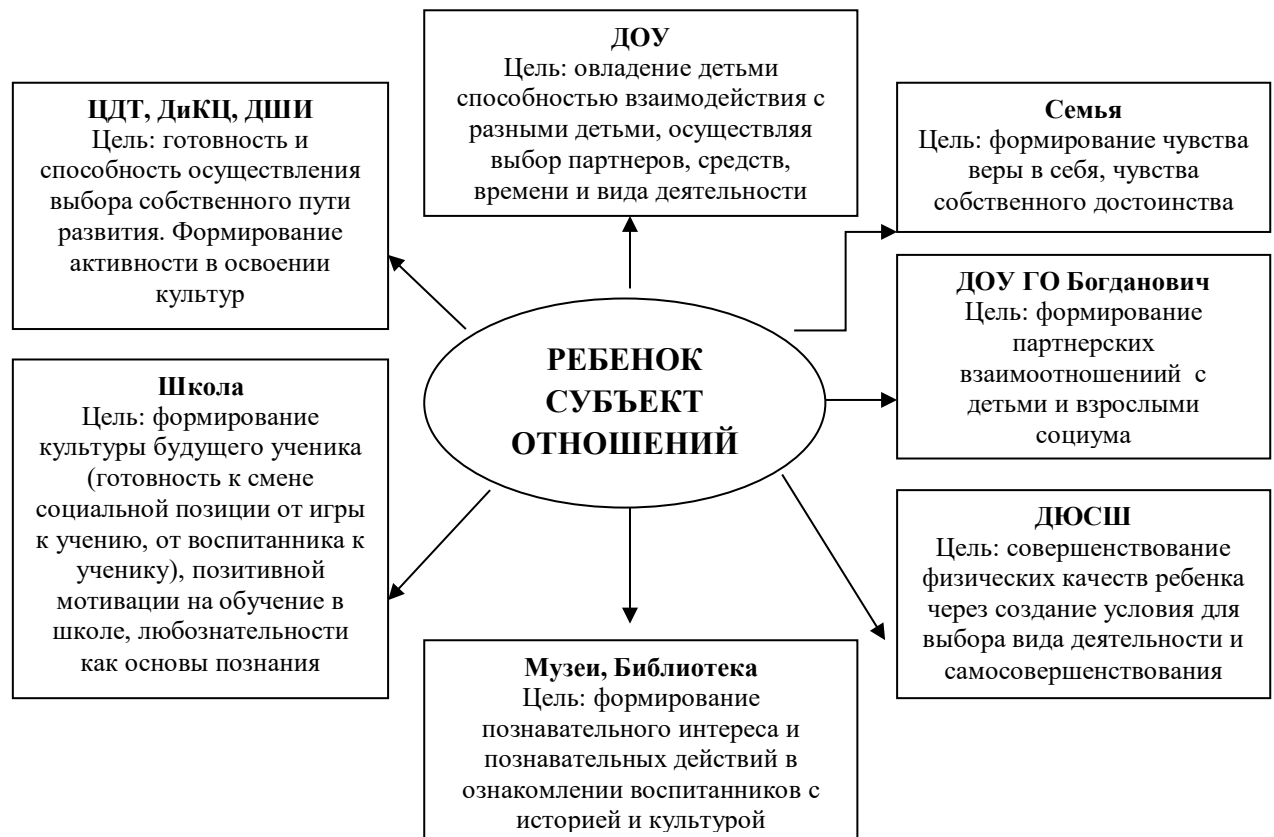 ДОУ
Цель: овладение детьми
способностью взаимодействия с
разными детьми, осуществляя
выбор партнеров, средств,
времени и вида деятельности
ЦДТ, ДиКЦ, ДШИ
Цель: готовность и
способность осуществления
выбора собственного пути
развития. Формирование
активности в освоении
культур
Семья
Цель: формирование чувства
веры в себя, чувства
собственного достоинства
ДОУ ГО Богданович
Цель: формирование
партнерских
взаимоотношениий с
детьми и взрослыми
социума
РЕБЕНОК
СУБЪЕКТ
ОТНОШЕНИЙ
Школа
Цель: формирование
культуры будущего ученика
(готовность к смене
социальной позиции от игры
к учению, от воспитанника к
ученику), позитивной
мотивации на обучение в
школе, любознательности
как основы познания
ДЮСШ
Цель: совершенствование
физических качеств ребенка
через создание условия для
выбора вида деятельности и
самосовершенствования
Музеи, Библиотека
Цель: формирование
познавательного интереса и
познавательных действий в
ознакомлении воспитанников с
историей и культурой